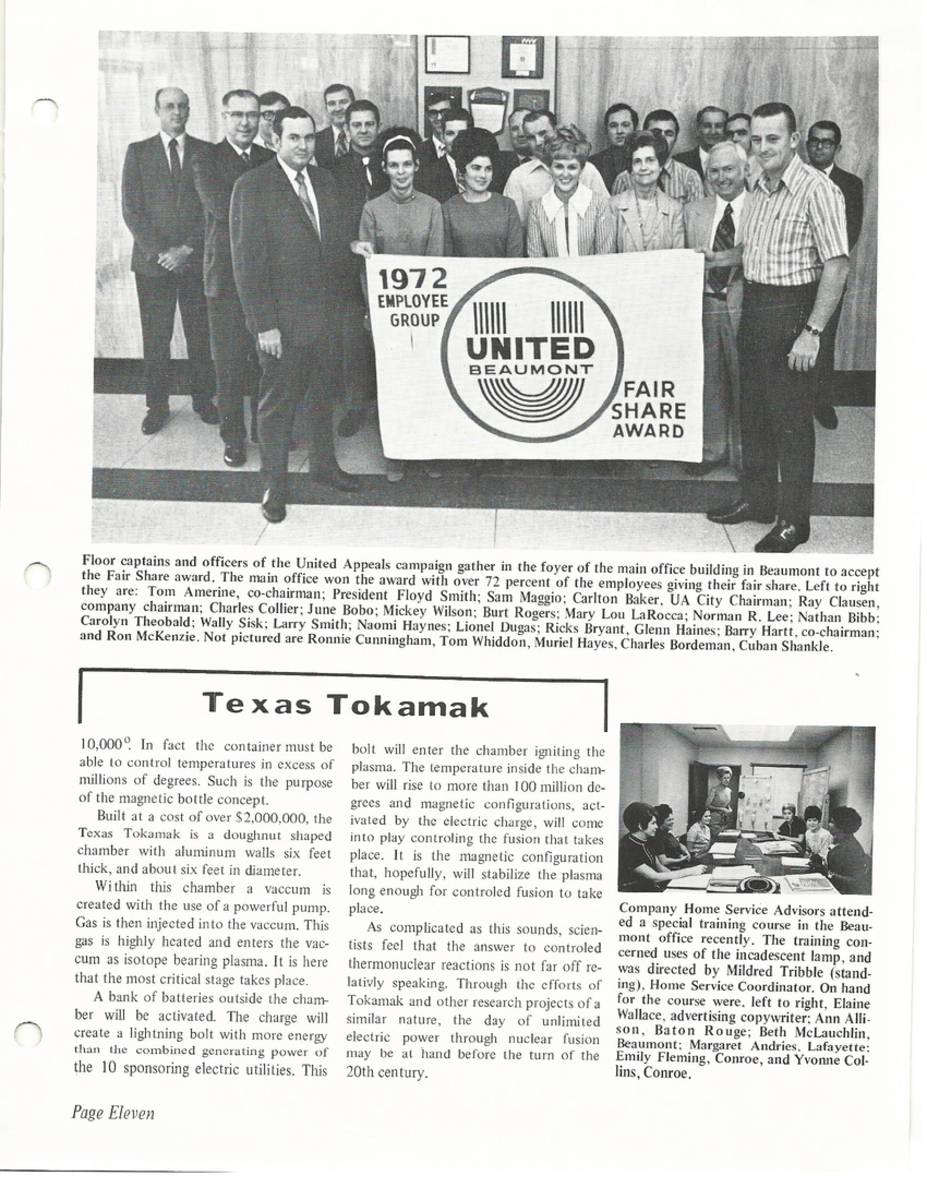 1972
EMPLOYEE
GROUP
UNITED
BEAUMONT
FAIR
SHARE
AWARD
Floor captains and officers of the United Appeals campaign gather in the foyer of the main office building in Beaumont to accept
the Fair Share award. The main office won the award with over 72 percent of the employees giving their fair share. Left to right
they are: Tom Amerine, co-chairman; President Floyd Smith; Sam Maggio; Carlton Baker, UA City Chairman; Ray Clausen,
company chairman; Charles Collier; June Bobo; Mickey Wilson; Burt Rogers; Mary Lou LaRocca; Norman R. Lee; Nathan Bibb;
Carolyn Theobald; Wally Sisk; Larry Smith; Naomi Haynes; Lionel Dugas; Ricks Bryant, Glenn Haines; Barry Hartt, co-chairman;
and Ron McKenzie. Not pictured are Ronnie Cunningham, Tom Whiddon, Muriel Hayes, Charles Bordeman, Cuban Shankle.
Texas Tokamak
10,000º. In fact the container must be
able to control temperatures in excess of
millions of degrees. Such is the purpose
of the magnetic bottle concept.
Built at a cost of over $2,000,000, the
Texas Tokamak is a doughnut shaped
chamber with aluminum walls six feet
thick, and about six feet in diameter.
Within this chamber a vaccum is
created with the use of a powerful pump.
Gas is then injected into the vaccum. This
gas is highly heated and enters the vac-
cum as isotope bearing plasma. It is here
that the most critical stage takes place.
A bank of batteries outside the cham-
ber will be activated. The charge will
create a lightning bolt with more energy
than the combined generating power of
the 10 sponsoring electric utilities. This
bolt will enter the chamber igniting the
plasma. The temperature inside the cham-
ber will rise to more than 100 million de-
grees and magnetic configurations, act-
ivated by the electric charge, will come
into play controling the fusion that takes
place. It is the magnetic configuration
that, hopefully, will stabilize the plasma
long enough for controled fusion to take
place.
As complicated as this sounds, scien-
tists feel that the answer to controled
thermonuclear reactions is not far off re-
lativly speaking. Through the efforts of
Tokamak and other research projects of a
similar nature, the day of unlimited
electric power through nuclear fusion
may be at hand before the turn of the
20th century.
Company Home Service Advisors attend-
ed a special training course in the Beau-
mont office recently. The training con-
cerned uses of the incadescent lamp, and
was directed by Mildred Tribble (stand-
ing), Home Service Coordinator. On hand
for the course were, left to right, Elaine
Wallace, advertising copywriter; Ann Alli-
son, Baton Rouge; Beth McLauchlin,
Beaumont; Margaret Andries, Lafayette;
Emily Fleming, Conroe, and Yvonne Col-
lins, Conroe.
Page Eleven